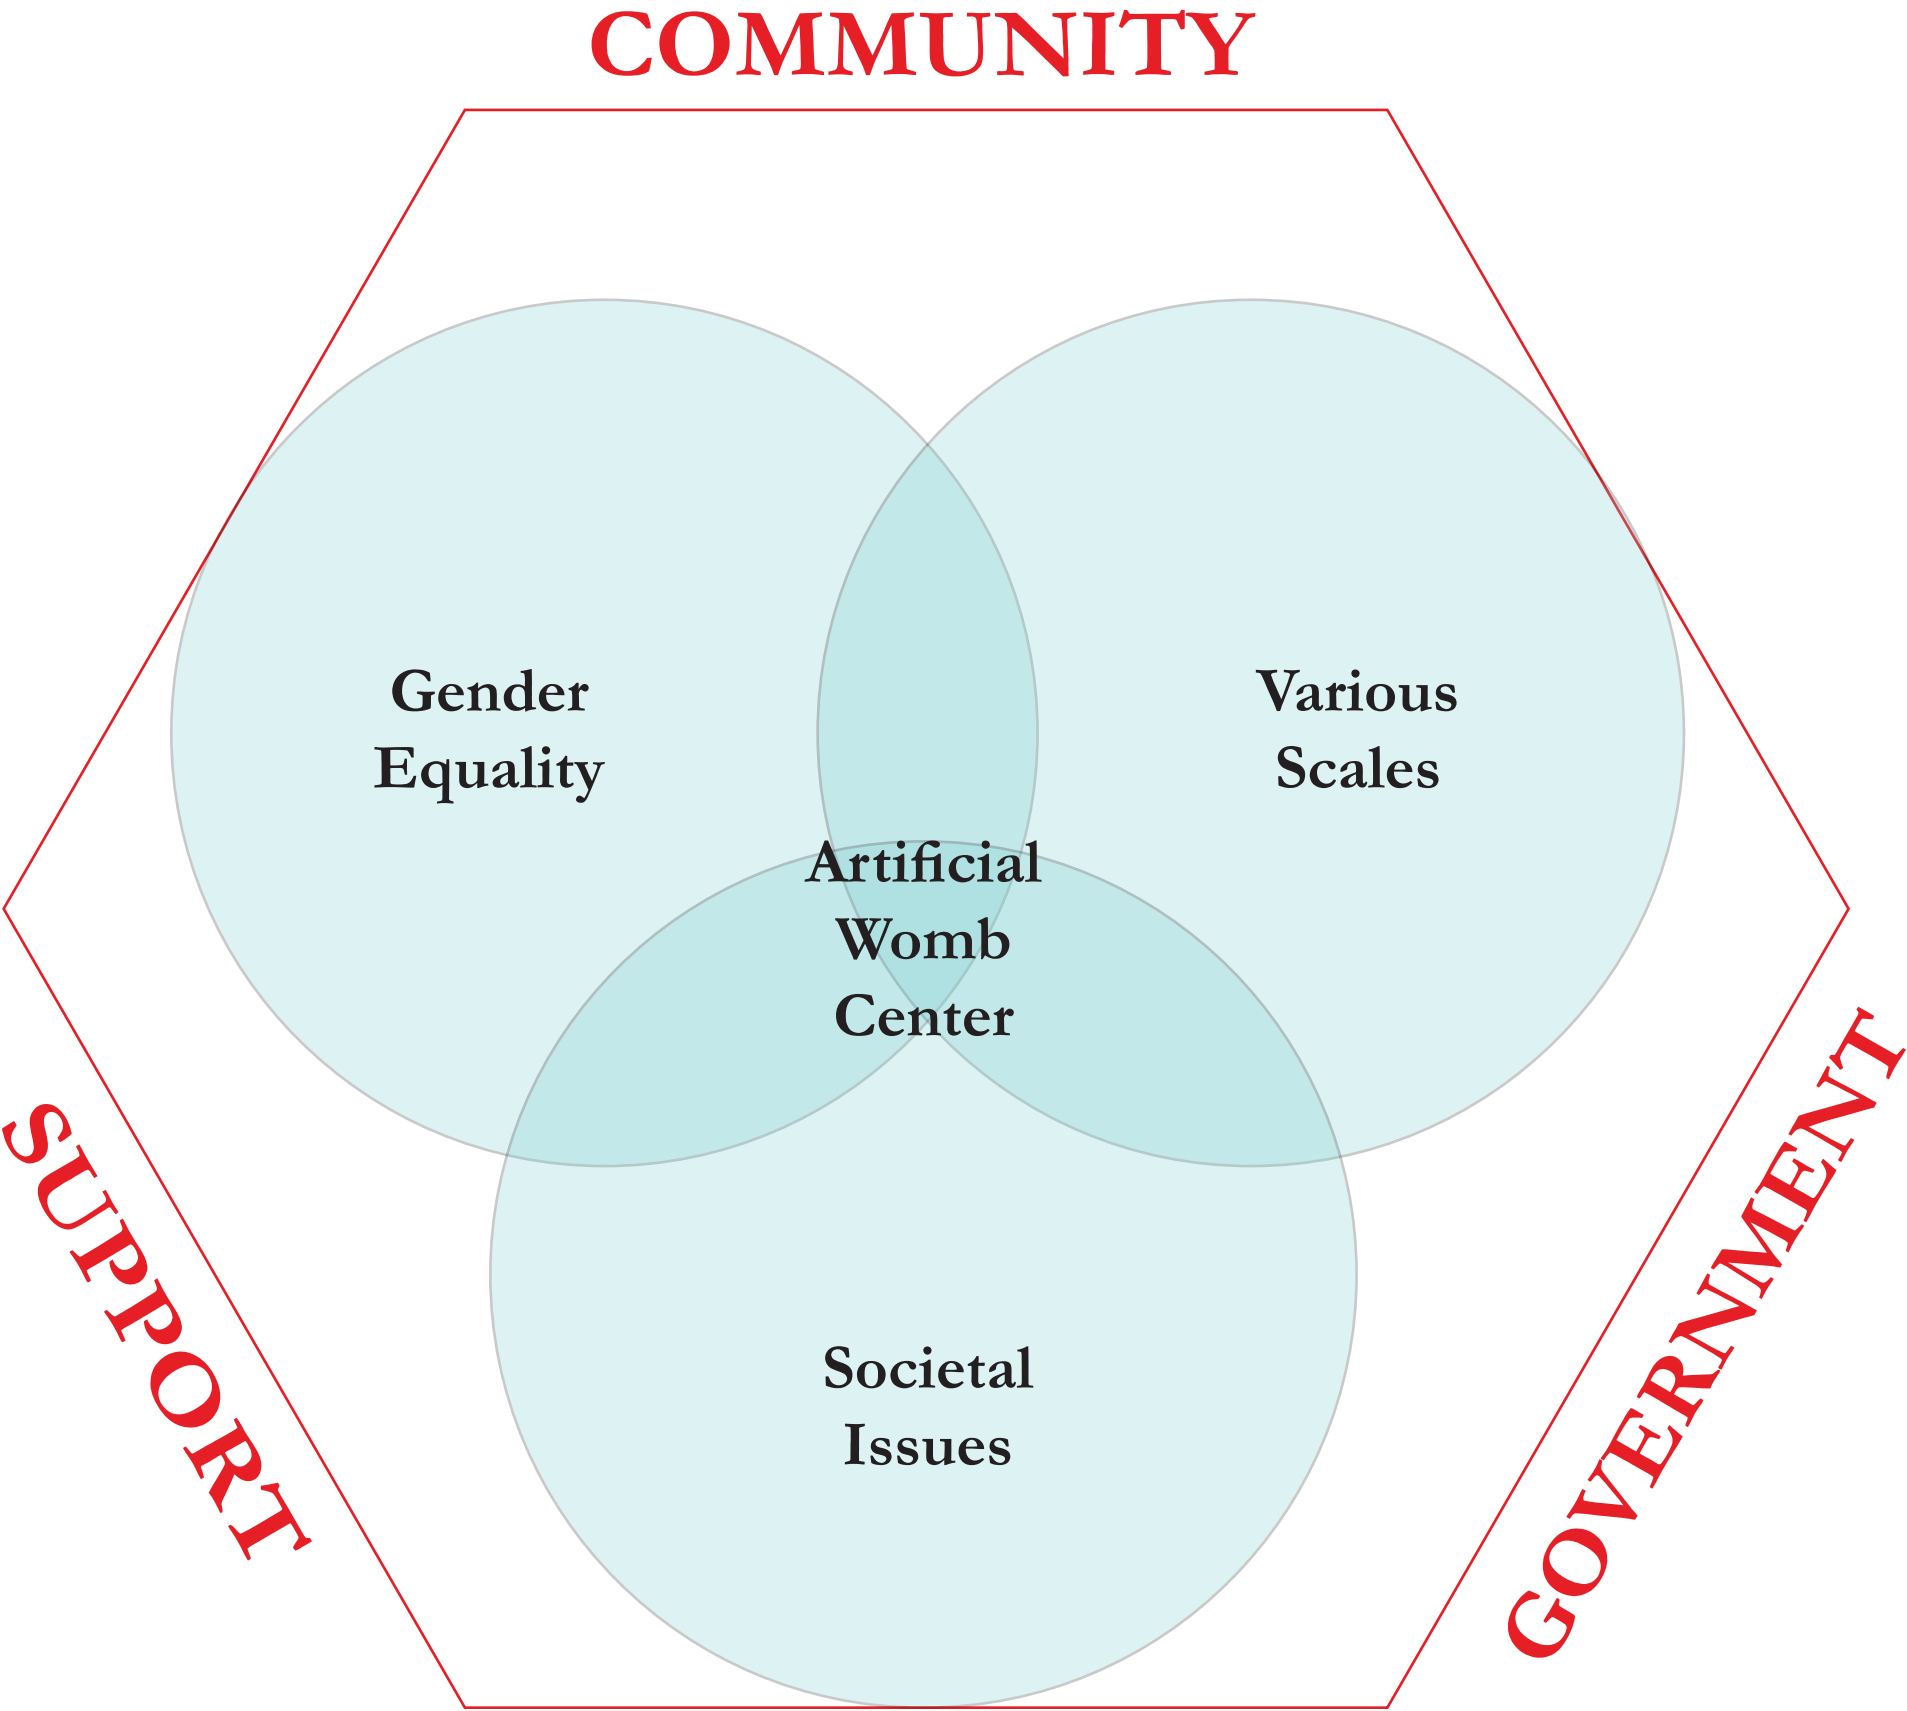 COMMUNITY
Gender
Equality
Various
Scales
Artificial
Womb
Center
SUPPORT
GOVERNMENT
Societal
Issues